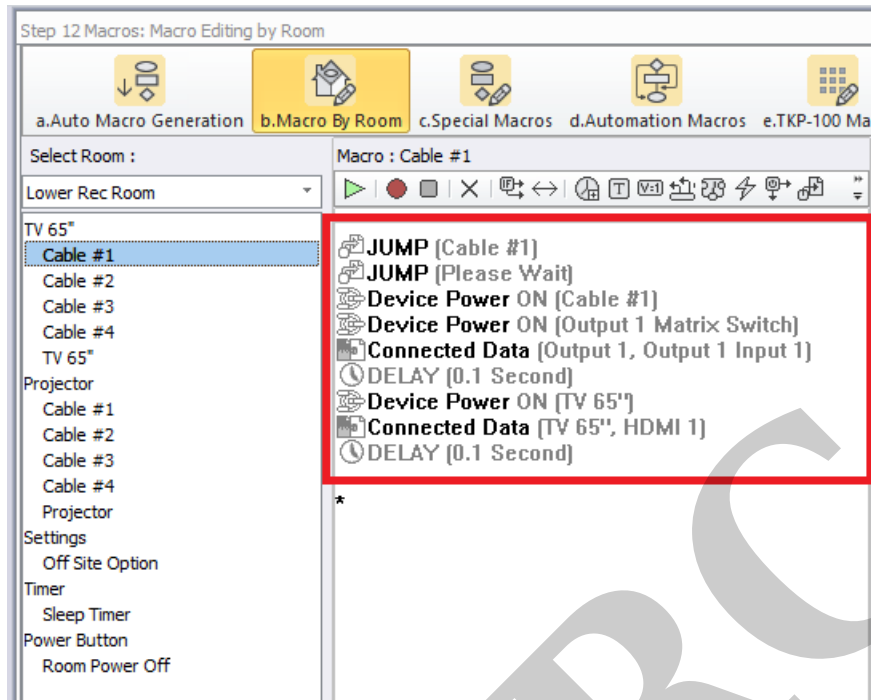 Step 12 Macros: Macro Editing by Room
a.Auto Macro Generation b.Macro By Room c.Special Macros d.Automation Macros e.TKP-100 Ma
Select Room :
Lower Rec Room
TV 65"
Cable #1
Cable #2
Cable #3
Cable #4
TV 65"
Projector
Cable #1
Cable #2
Cable #3
Cable #4
Projector
Settings
Off Site Option
Timer
Sleep Timer
Power Button
Room Power Off
Macro : Cable #1
IF T V=1
JUMP (Cable #1)
JUMP (Please Wait)
Device Power ON (Cable #1)
Device Power ON (Output 1 Matrix Switch)
Connected Data (Output 1, Output 1 Input 1)
DELAY (0.1 Second)
Device Power ON (TV 65")
Connected Data (TV 65", HDMI 1)
DELAY (0.1 Second)
*